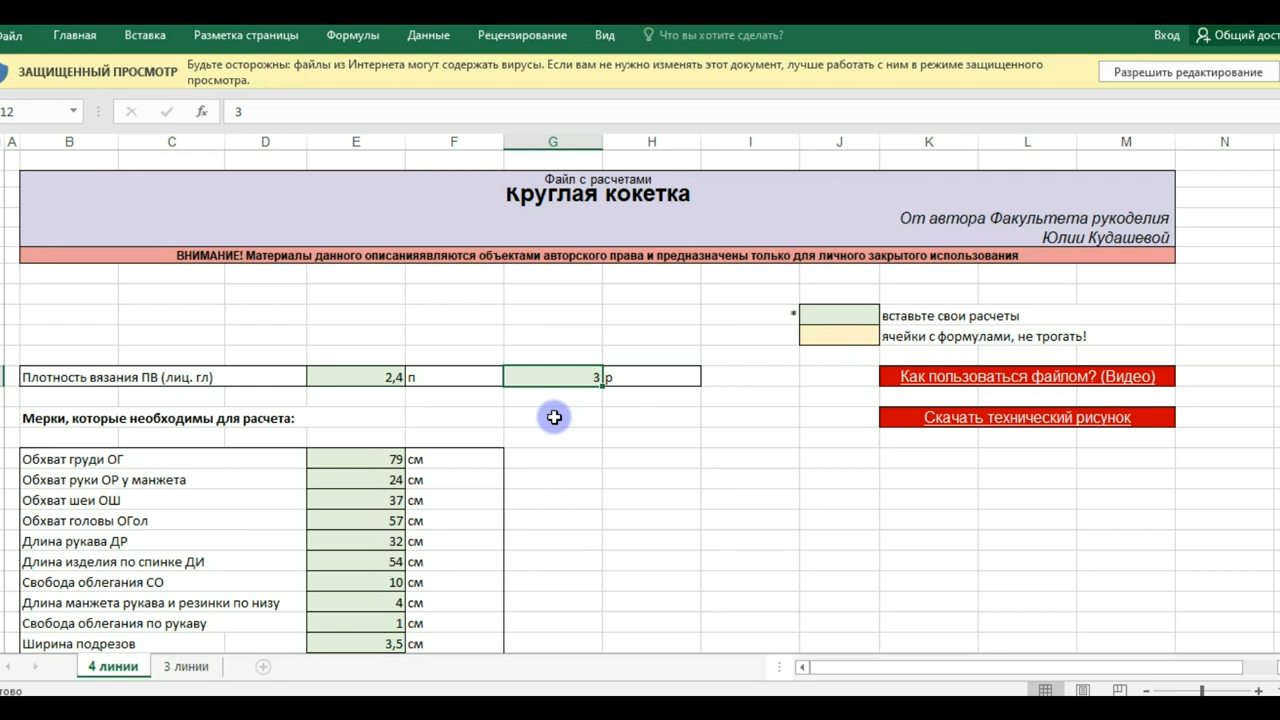 Файл Главная Вставка Разметка страницы Формулы Данные Рецензирование Вид Что вы хотите сделать? Вход Общий дост
ЗАЩИЩЕННЫЙ ПРОСМОТР Будьте осторожны: файлы из Интернета могут содержать вирусы. Если вам не нужно изменять этот документ, лучше работать с ним в режиме защищенного
просмотра. Разрешить редактирование
12 fx 3
A B C D E F G H I J K L M N
Файл с расчетами
Круглая кокетка
От автора Факультета рукоделия
Юлии Кудашевой
ВНИМАНИЕ! Материалы данного описанияявляются объектами авторского права и предназначены только для личного закрытого использования
* вставьте свои расчеты
ячейки с формулами, не трогать!
Плотность вязания ПВ (лиц. гл) 2,4 п 3 р Как пользоваться файлом? (Видео)
Мерки, которые необходимы для расчета: Скачать технический рисунок
Обхват груди ОГ 79 см
Обхват руки ОР у манжета 24 см
Обхват шеи ОШ 37 см
Обхват головы ОГол 57 см
Длина рукава ДР 32 см
Длина изделия по спинке ДИ 54 см
Свобода облегания СО 10 см
Длина манжета рукава и резинки по низу 4 см
Свобода облегания по рукаву 1 см
Ширина подрезов 3,5 см
4 линии 3 линии
тово